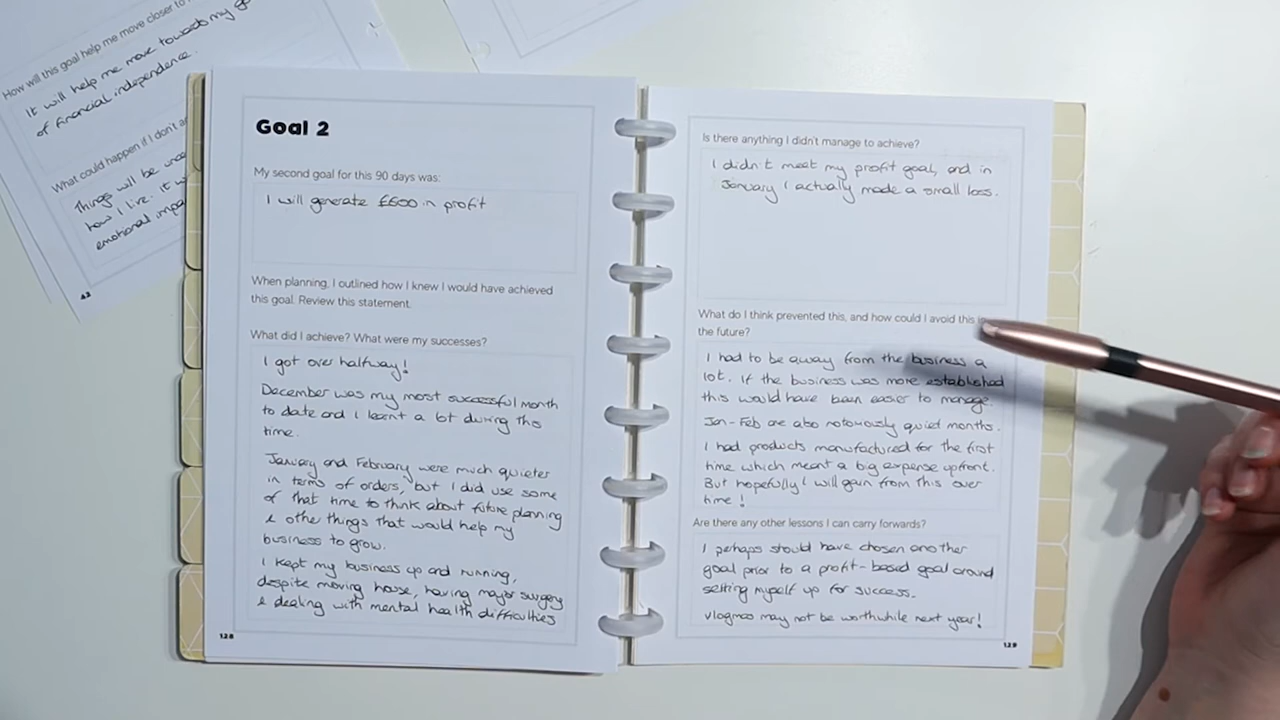 How will this goal help me move closer to
It will help me move towards my
of financial independence.
What could happen if I don't
Things will be
how I live. It
emotional
43
Goal 2
My second goal for this 90 days was:
I will generate £600 in profit
When planning, I outlined how I knew I would have achieved
this goal. Review this statement.
What did I achieve? What were my successes?
I got over halfway!
December was my most successful month
to date and I learnt a lot during this
time.
January and February were much quieter
in terms of orders, but I did use some
of that time to think about future planning
& other things that would help my
business to grow.
I kept my business up and running,
despite moving house, having major surgery
& dealing with mental health difficulties
128
Is there anything I didn't manage to achieve?
I didn't meet my profit goal, and in
January I actually made a small loss.
What do I think prevented this, and how could I avoid this in
the future?
I had to be away from the business a
lot. If the business was more established
this would have been easier to manage.
Jan-Feb are also notoriously quied months.
I had products manufactured for the first
time which meant a big expense upfront.
But hopefully I will gain from this over
time!
Are there any other lessons I can carry forwards?
I perhaps should have chosen another
goal prior to a profit-based goal around
setting myself up for success.
Vlogmas may not be worthwhile next year!
129